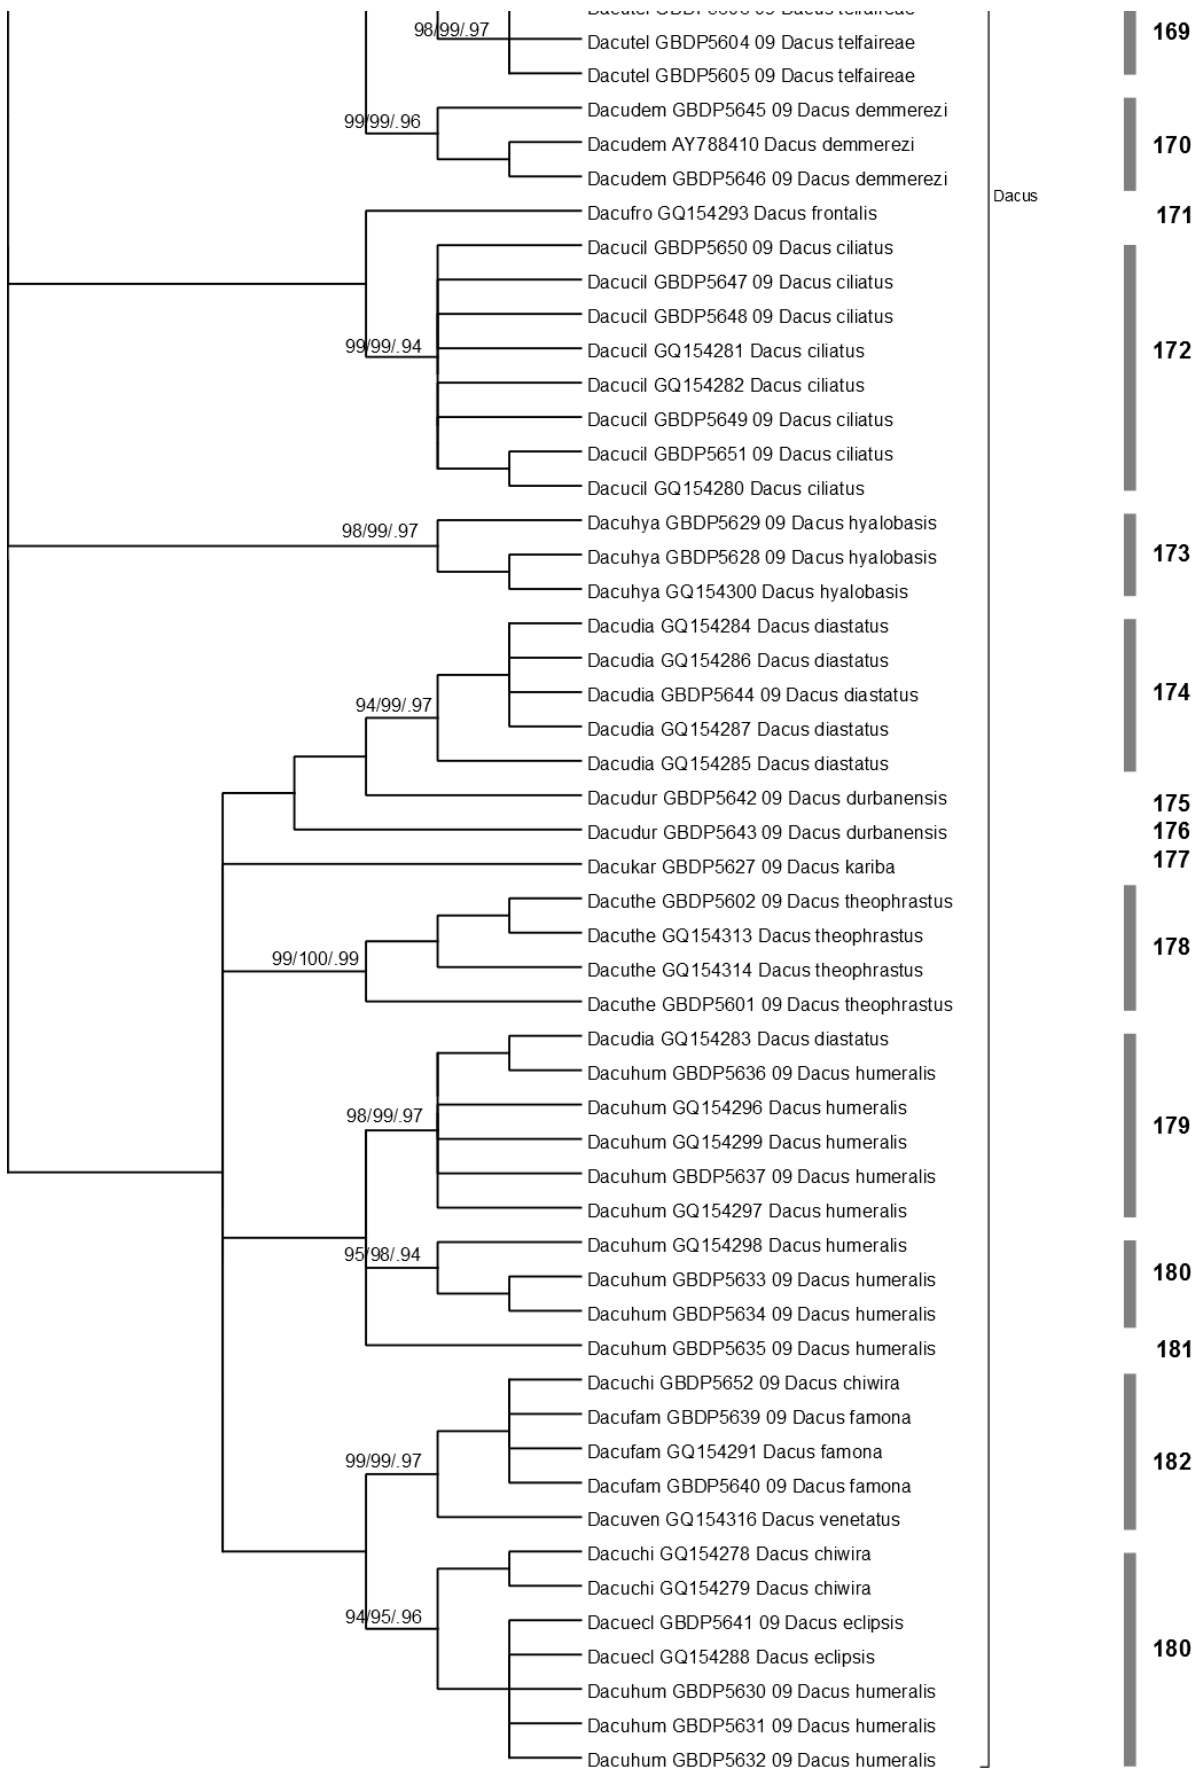 98/99/.97
169
Dacutel GBDP5604 09 Dacus telfaireae
Dacutel GBDP5605 09 Dacus telfaireae
Dacudem GBDP5645 09 Dacus demmerezi
99/99/.96
Dacudem AY788410 Dacus demmerezi
170
Dacudem GBDP5646 09 Dacus demmerezi
Dacus
Dacufro GQ154293 Dacus frontalis
171
Dacucil GBDP5650 09 Dacus ciliatus
Dacucil GBDP5647 09 Dacus ciliatus
Dacucil GBDP5648 09 Dacus ciliatus
99/99/.94
Dacucil GQ154281 Dacus ciliatus
172
Dacucil GQ154282 Dacus ciliatus
Dacucil GBDP5649 09 Dacus ciliatus
Dacucil GBDP5651 09 Dacus ciliatus
Dacucil GQ154280 Dacus ciliatus
98/99/.97
Dacuhya GBDP5629 09 Dacus hyalobasis
Dacuhya GBDP5628 09 Dacus hyalobasis
173
Dacuhya GQ154300 Dacus hyalobasis
Dacudia GQ154284 Dacus diastatus
Dacudia GQ154286 Dacus diastatus
Dacudia GBDP5644 09 Dacus diastatus
174
94/99/.97
Dacudia GQ154287 Dacus diastatus
Dacudia GQ154285 Dacus diastatus
Dacudur GBDP5642 09 Dacus durbanensis
175
Dacudur GBDP5643 09 Dacus durbanensis
176
Dacukar GBDP5627 09 Dacus kariba
177
Dacuthe GBDP5602 09 Dacus theophrastus
Dacuthe GQ154313 Dacus theophrastus
178
99/100/.99
Dacuthe GQ154314 Dacus theophrastus
Dacuthe GBDP5601 09 Dacus theophrastus
Dacudia GQ154283 Dacus diastatus
Dacuhum GBDP5636 09 Dacus humeralis
Dacuhum GQ154296 Dacus humeralis
98/99/.97
179
Dacuhum GQ154299 Dacus humeralis
Dacuhum GBDP5637 09 Dacus humeralis
Dacuhum GQ154297 Dacus humeralis
Dacuhum GQ154298 Dacus humeralis
95/98/.94
180
Dacuhum GBDP5633 09 Dacus humeralis
Dacuhum GBDP5634 09 Dacus humeralis
Dacuhum GBDP5635 09 Dacus humeralis
181
Dacuchi GBDP5652 09 Dacus chiwira
Dacufam GBDP5639 09 Dacus famona
Dacufam GQ154291 Dacus famona
99/99/.97
182
Dacufam GBDP5640 09 Dacus famona
Dacuven GQ154316 Dacus venetatus
Dacuchi GQ154278 Dacus chiwira
Dacuchi GQ154279 Dacus chiwira
94/95/.96
Dacuecl GBDP5641 09 Dacus eclipsis
180
Dacuecl GQ154288 Dacus eclipsis
Dacuhum GBDP5630 09 Dacus humeralis
Dacuhum GBDP5631 09 Dacus humeralis
Dacuhum GBDP5632 09 Dacus humeralis